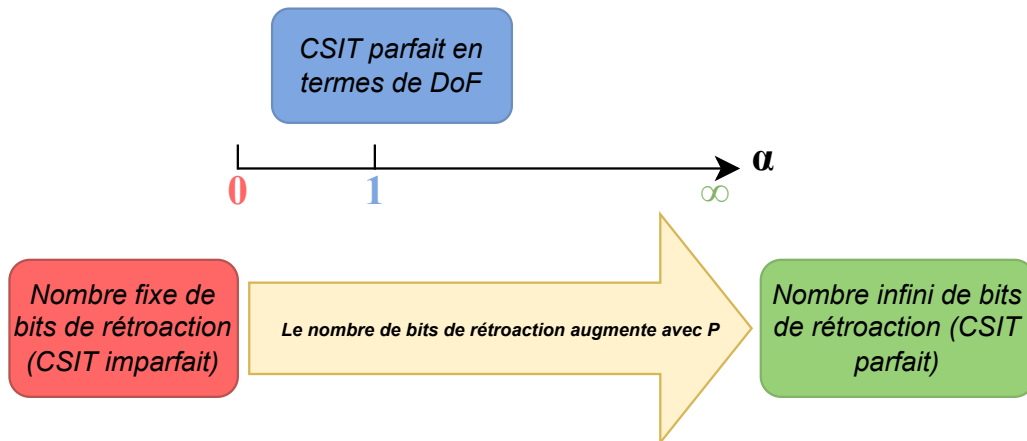 CSIT parfait en
termes de DoF
α
0
1
∞
Nombre fixe de
bits de rétroaction
(CSIT imparfait)
Le nombre de bits de rétroaction augmente avec P
Nombre infini de bits
de rétroaction (CSIT
parfait)